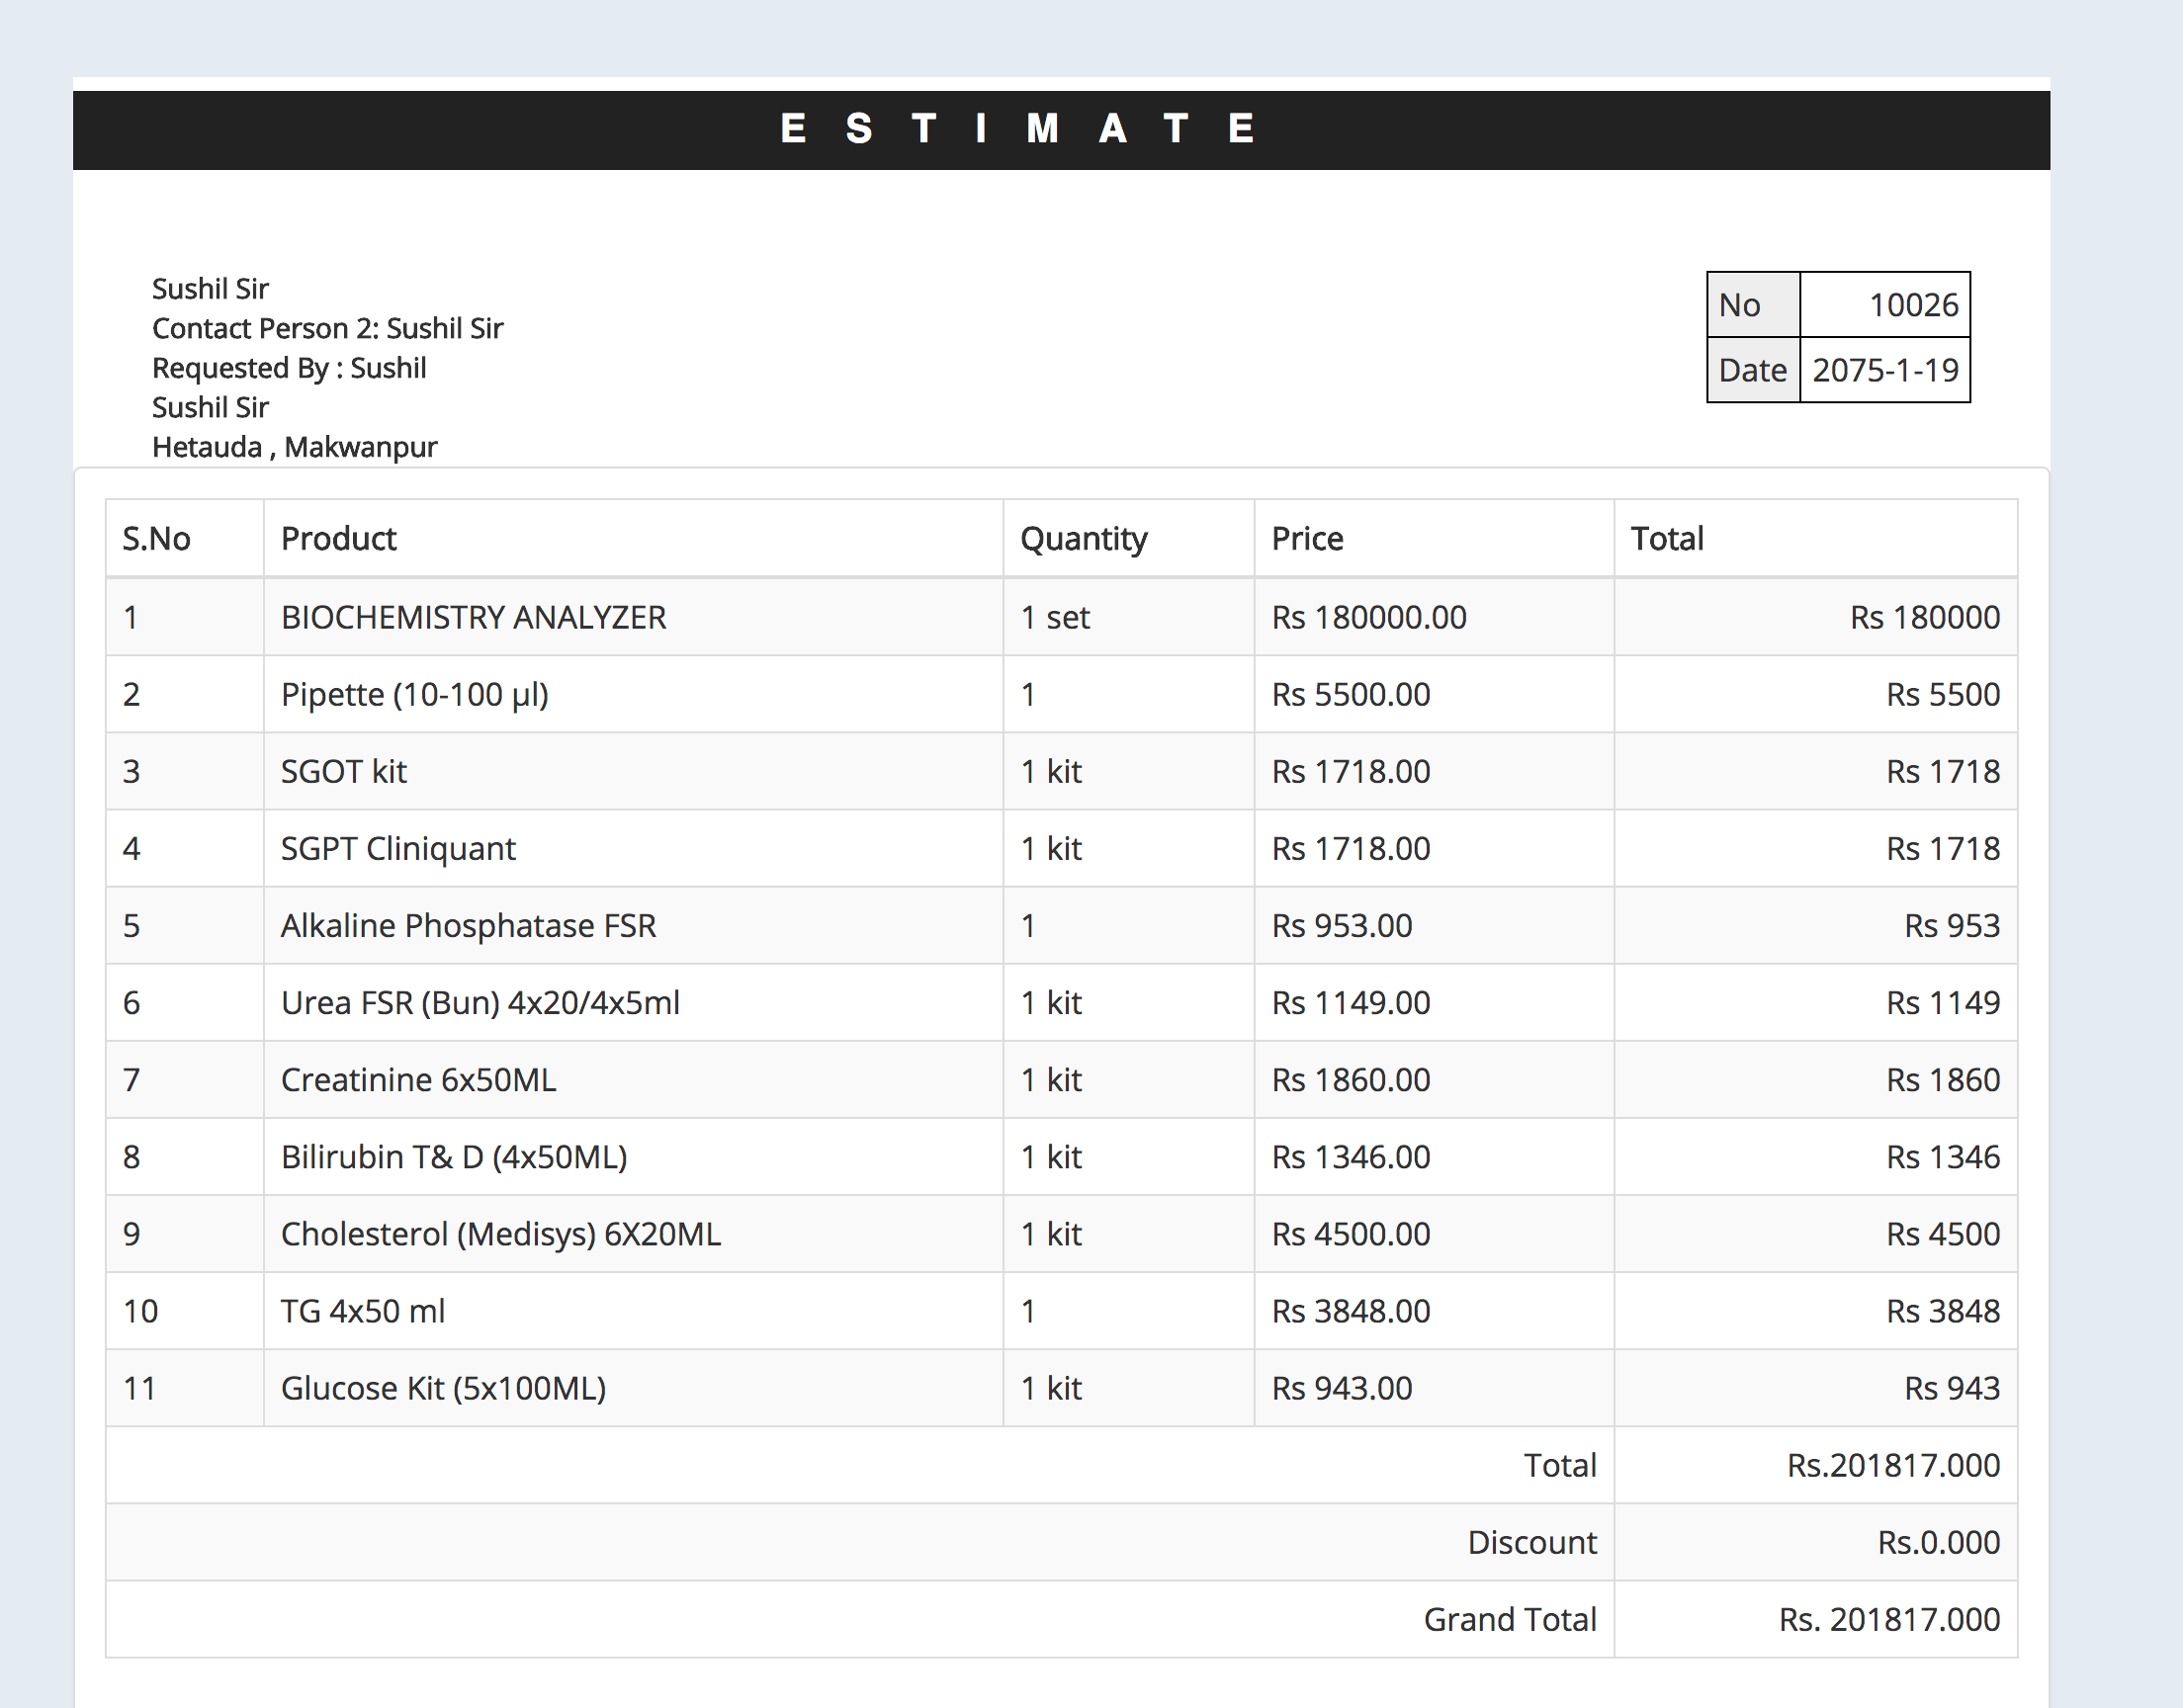 E S T I M A T E
Sushil Sir
Contact Person 2: Sushil Sir
Requested By : Sushil
Sushil Sir
Hetauda , Makwanpur
No 10026
Date 2075-1-19
S.No Product Quantity Price Total
1 BIOCHEMISTRY ANALYZER 1 set Rs 180000.00 Rs 180000
2 Pipette (10-100 µl) 1 Rs 5500.00 Rs 5500
3 SGOT kit 1 kit Rs 1718.00 Rs 1718
4 SGPT Cliniquant 1 kit Rs 1718.00 Rs 1718
5 Alkaline Phosphatase FSR 1 Rs 953.00 Rs 953
6 Urea FSR (Bun) 4x20/4x5ml 1 kit Rs 1149.00 Rs 1149
7 Creatinine 6x50ML 1 kit Rs 1860.00 Rs 1860
8 Bilirubin T& D (4x50ML) 1 kit Rs 1346.00 Rs 1346
9 Cholesterol (Medisys) 6X20ML 1 kit Rs 4500.00 Rs 4500
10 TG 4x50 ml 1 Rs 3848.00 Rs 3848
11 Glucose Kit (5x100ML) 1 kit Rs 943.00 Rs 943
Total Rs.201817.000
Discount Rs.0.000
Grand Total Rs. 201817.000